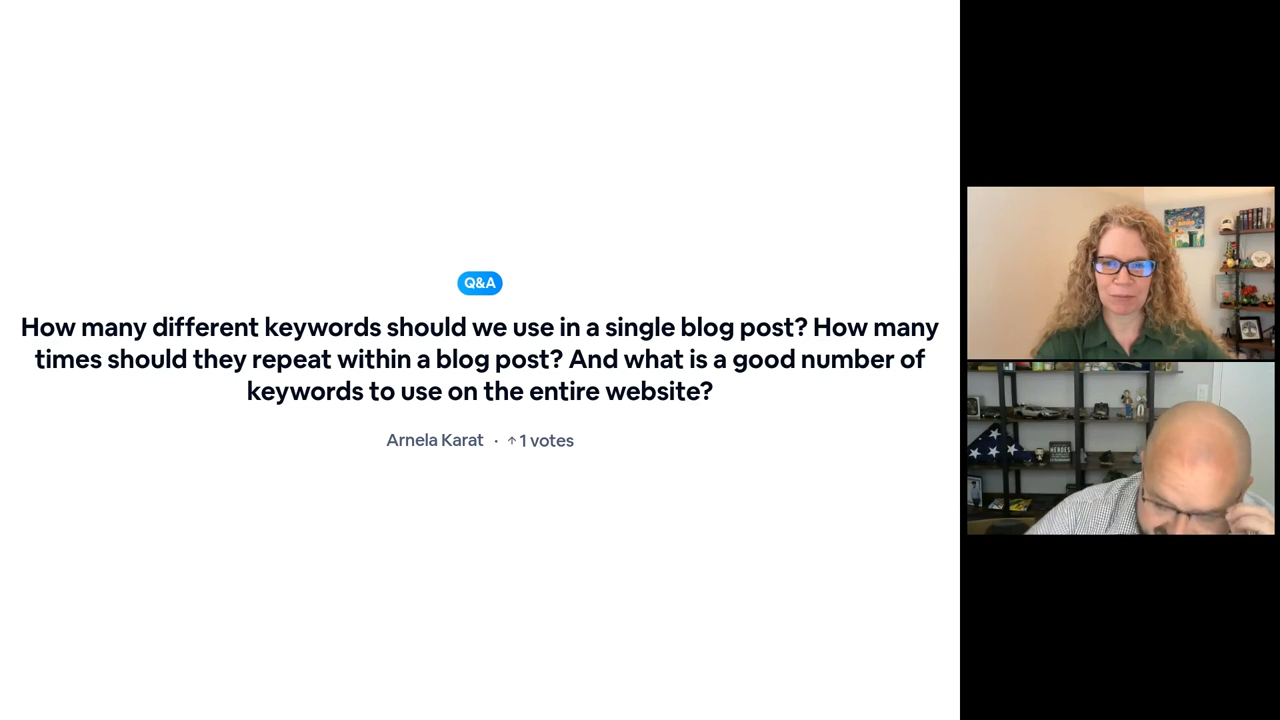 Q&A
How many different keywords should we use in a single blog post? How many
times should they repeat within a blog post? And what is a good number of
keywords to use on the entire website?
Arnela Karat · ↑ 1 votes
HEROES